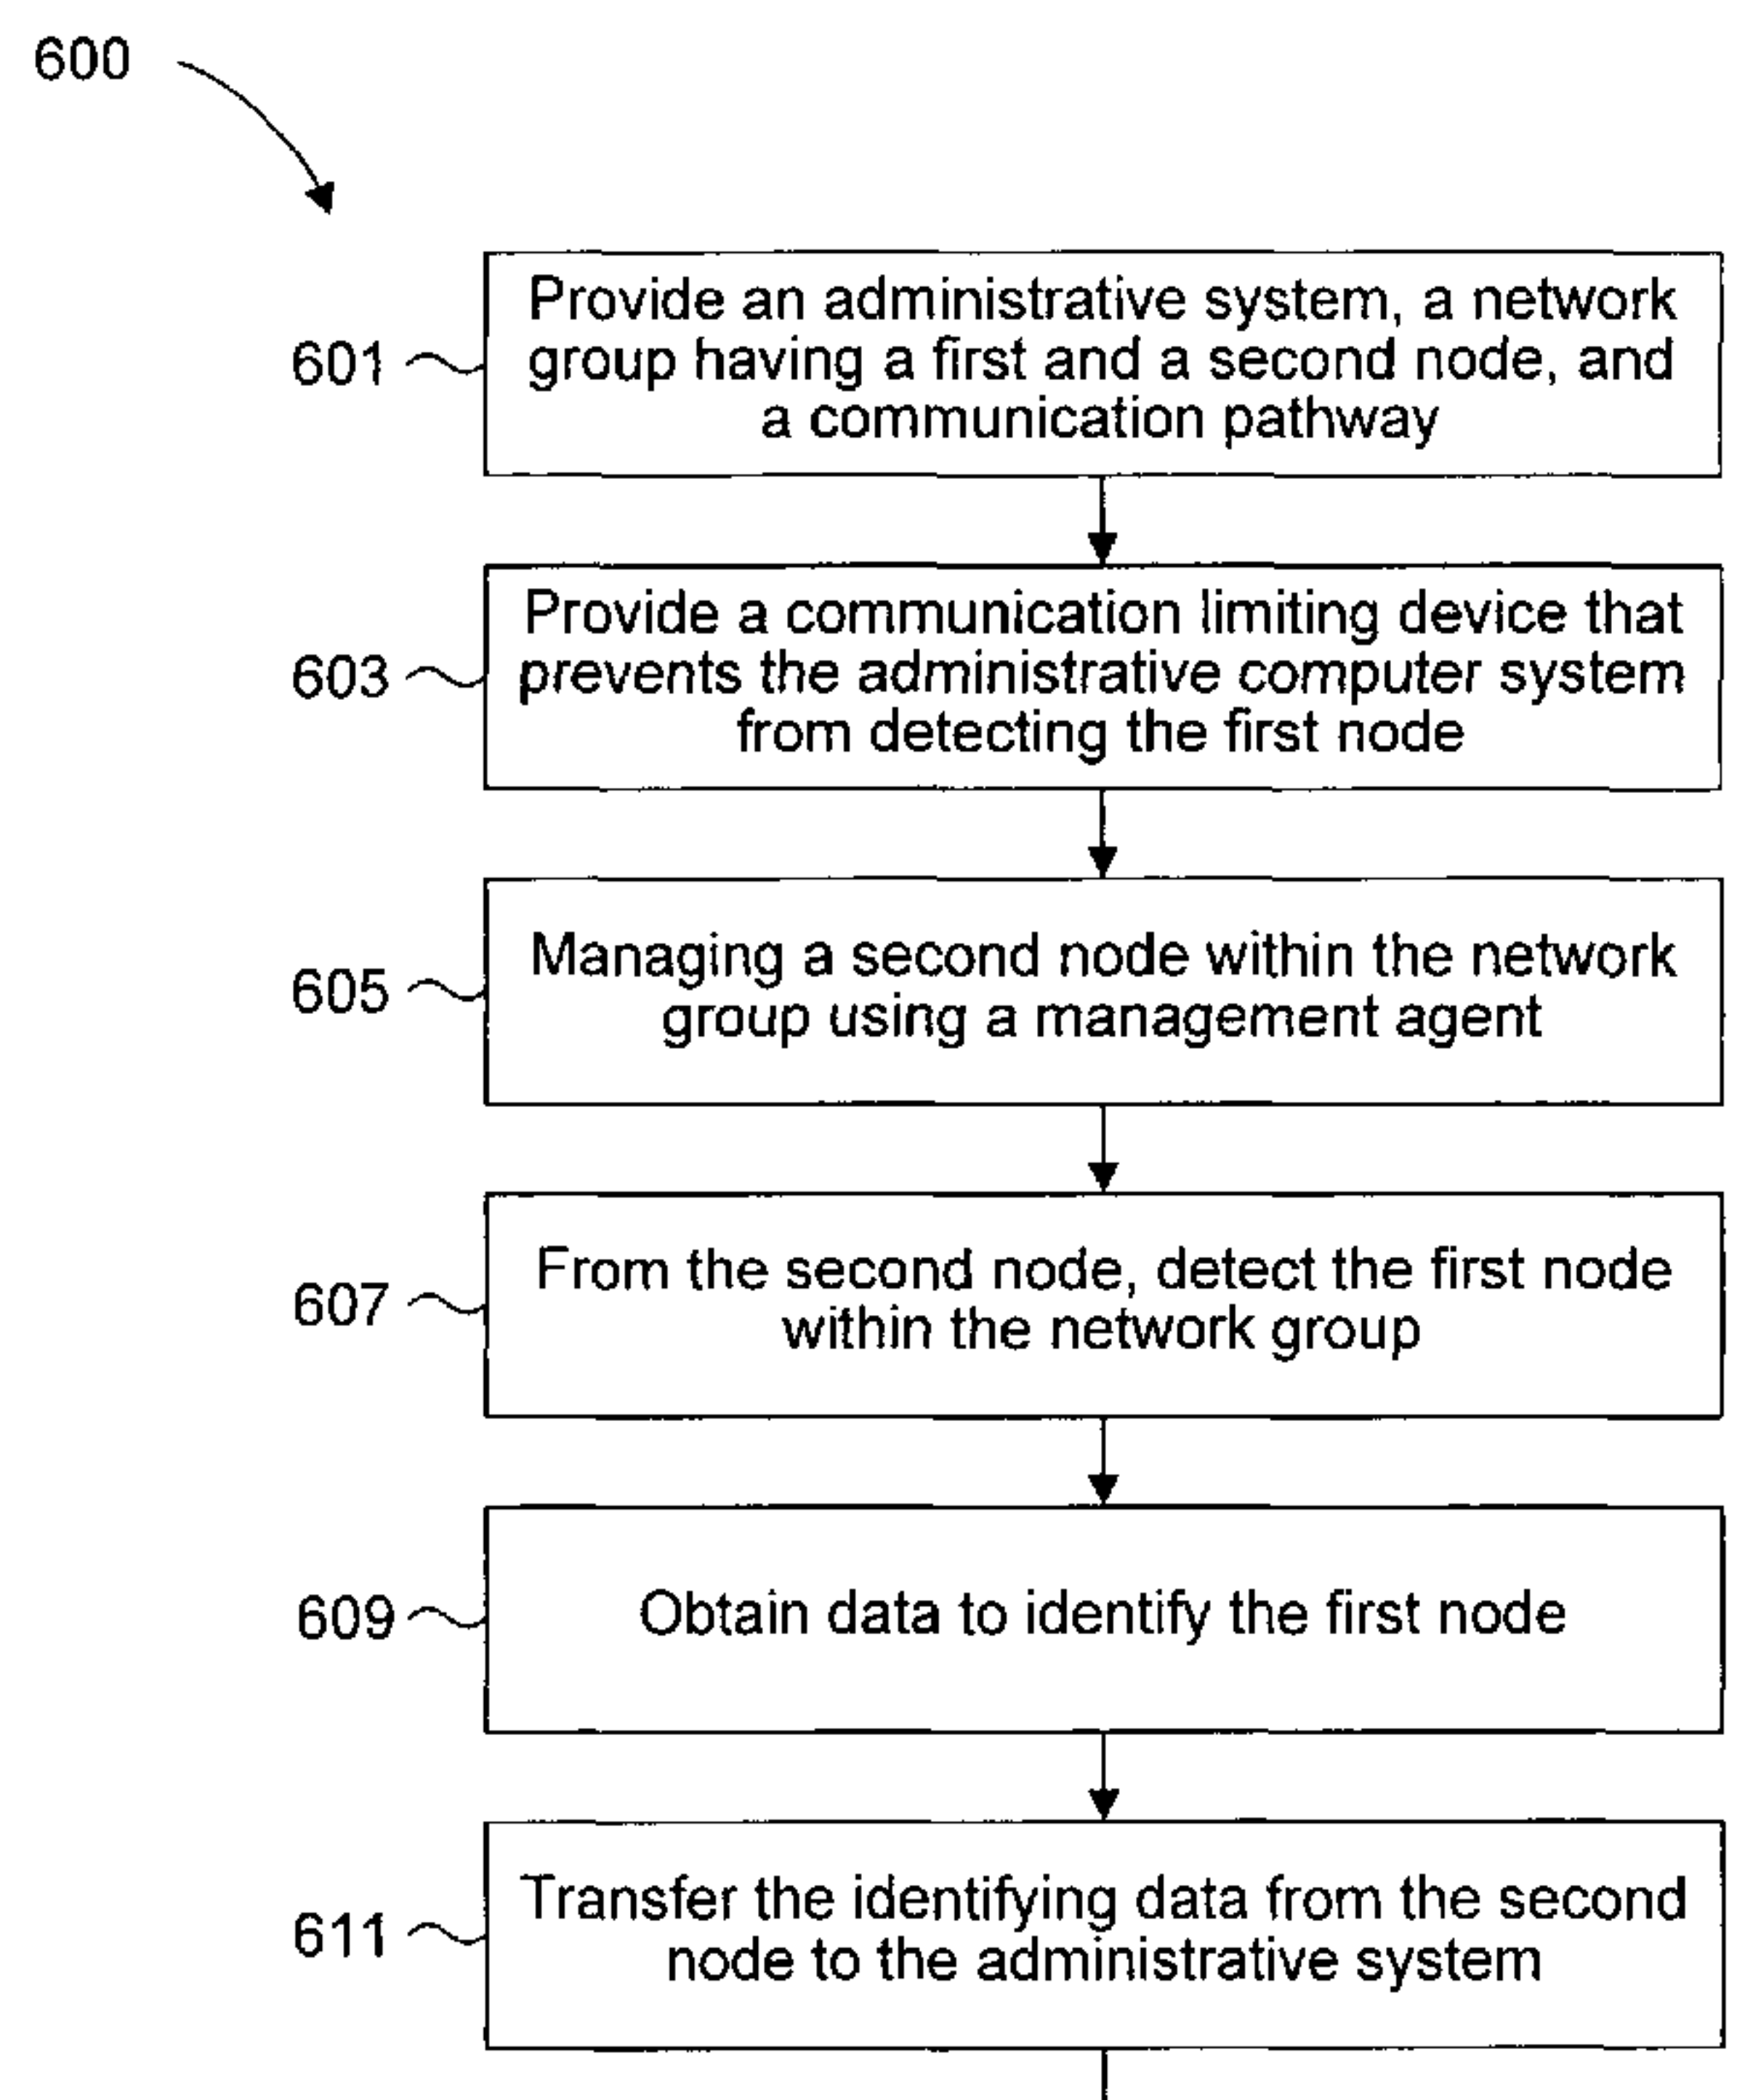 600
601
Provide an administrative system, a network
group having a first and a second node, and
a communication pathway
603
Provide a communication limiting device that
prevents the administrative computer system
from detecting the first node
605
Managing a second node within the network
group using a management agent
607
From the second node, detect the first node
within the network group
609
Obtain data to identify the first node
611
Transfer the identifying data from the second
node to the administrative system